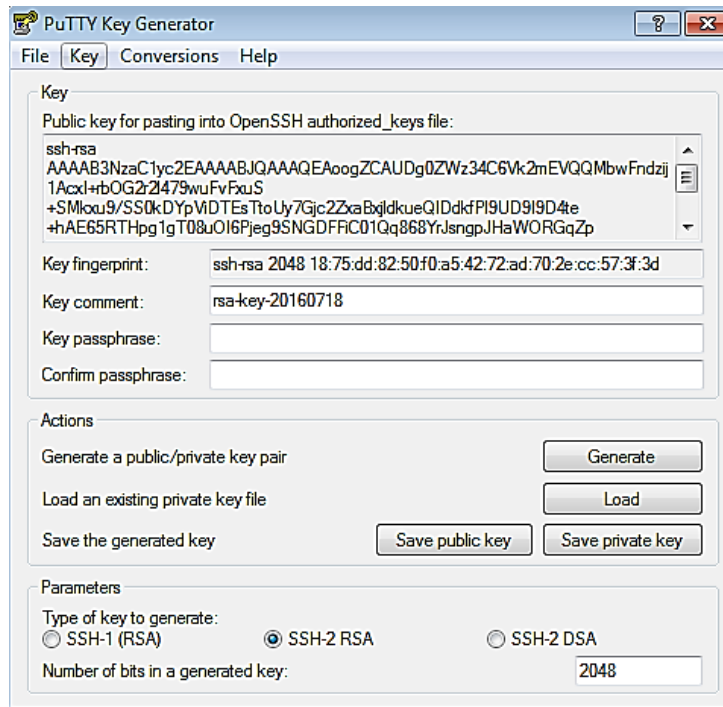 PuTTY Key Generator
File Key Conversions Help
Key
Public key for pasting into OpenSSH authorized_keys file:
ssh-rsa
AAAAB3NzaC1yc2EAAAABJQAAAQEAoogZCAUDg0ZWz34C6Vk2mEVQQMbwFndzij
1AcxI+rbOG2r2I479wuFvFxuS
+SMkxu9/SS0kDYpViDTEsTtoUy7Gjc2ZxaBxjldkueQIDdkfPI9UD9I9D4te
+hAE65RTHpg1gT08uOI6Pjeg9SNGDFFiC01Qq868YrJsngpJHaWORGqZp
Key fingerprint: ssh-rsa 2048 18:75:dd:82:50:f0:a5:42:72:ad:70:2e:cc:57:3f:3d
Key comment: rsa-key-20160718
Key passphrase:
Confirm passphrase:
Actions
Generate a public/private key pair Generate
Load an existing private key file Load
Save the generated key Save public key Save private key
Parameters
Type of key to generate:
SSH-1 (RSA) SSH-2 RSA SSH-2 DSA
Number of bits in a generated key: 2048